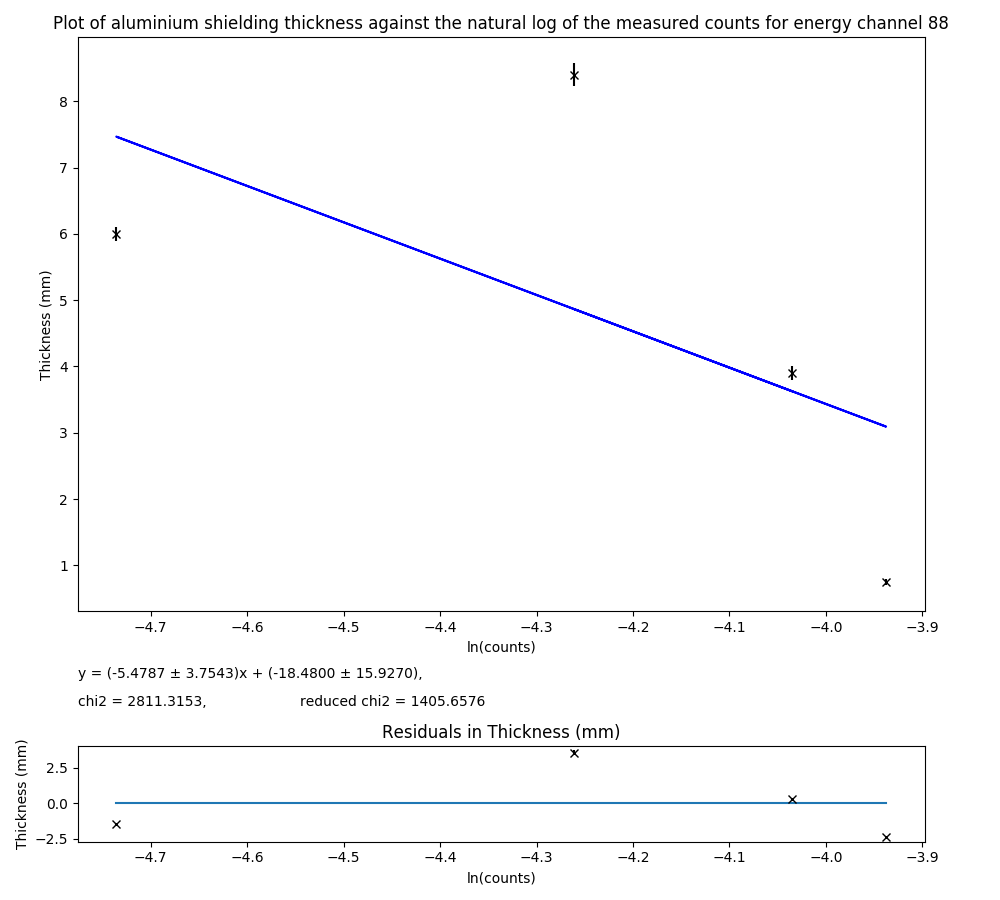 Plot of aluminium shielding thickness against the natural log of the measured counts for energy channel 88
Thickness (mm)
8
7
6
5
4
3
2
1
−4.7 −4.6 −4.5 −4.4 −4.3 −4.2 −4.1 −4.0 −3.9
ln(counts)
y = (-5.4787 ± 3.7543)x + (-18.4800 ± 15.9270),
chi2 = 2811.3153, reduced chi2 = 1405.6576
Residuals in Thickness (mm)
Thickness (mm)
2.5
0.0
−2.5
−4.7 −4.6 −4.5 −4.4 −4.3 −4.2 −4.1 −4.0 −3.9
ln(counts)